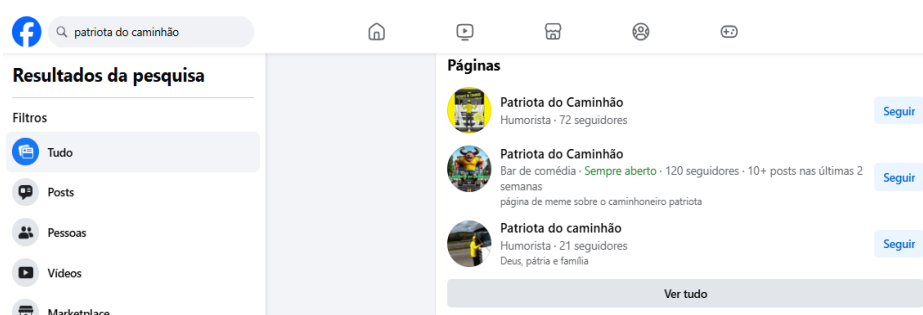 patriota do caminhão
Resultados da pesquisa
Filtros
Tudo
Posts
Pessoas
Vídeos
Marketplace
Páginas
Patriota do Caminhão
Humorista · 72 seguidores
Seguir
Patriota do Caminhão
Bar de comédia · Sempre aberto · 120 seguidores · 10+ posts nas últimas 2
semanas
página de meme sobre o caminhoneiro patriota
Seguir
Patriota do caminhão
Humorista · 21 seguidores
Deus, pátria e família
Seguir
Ver tudo